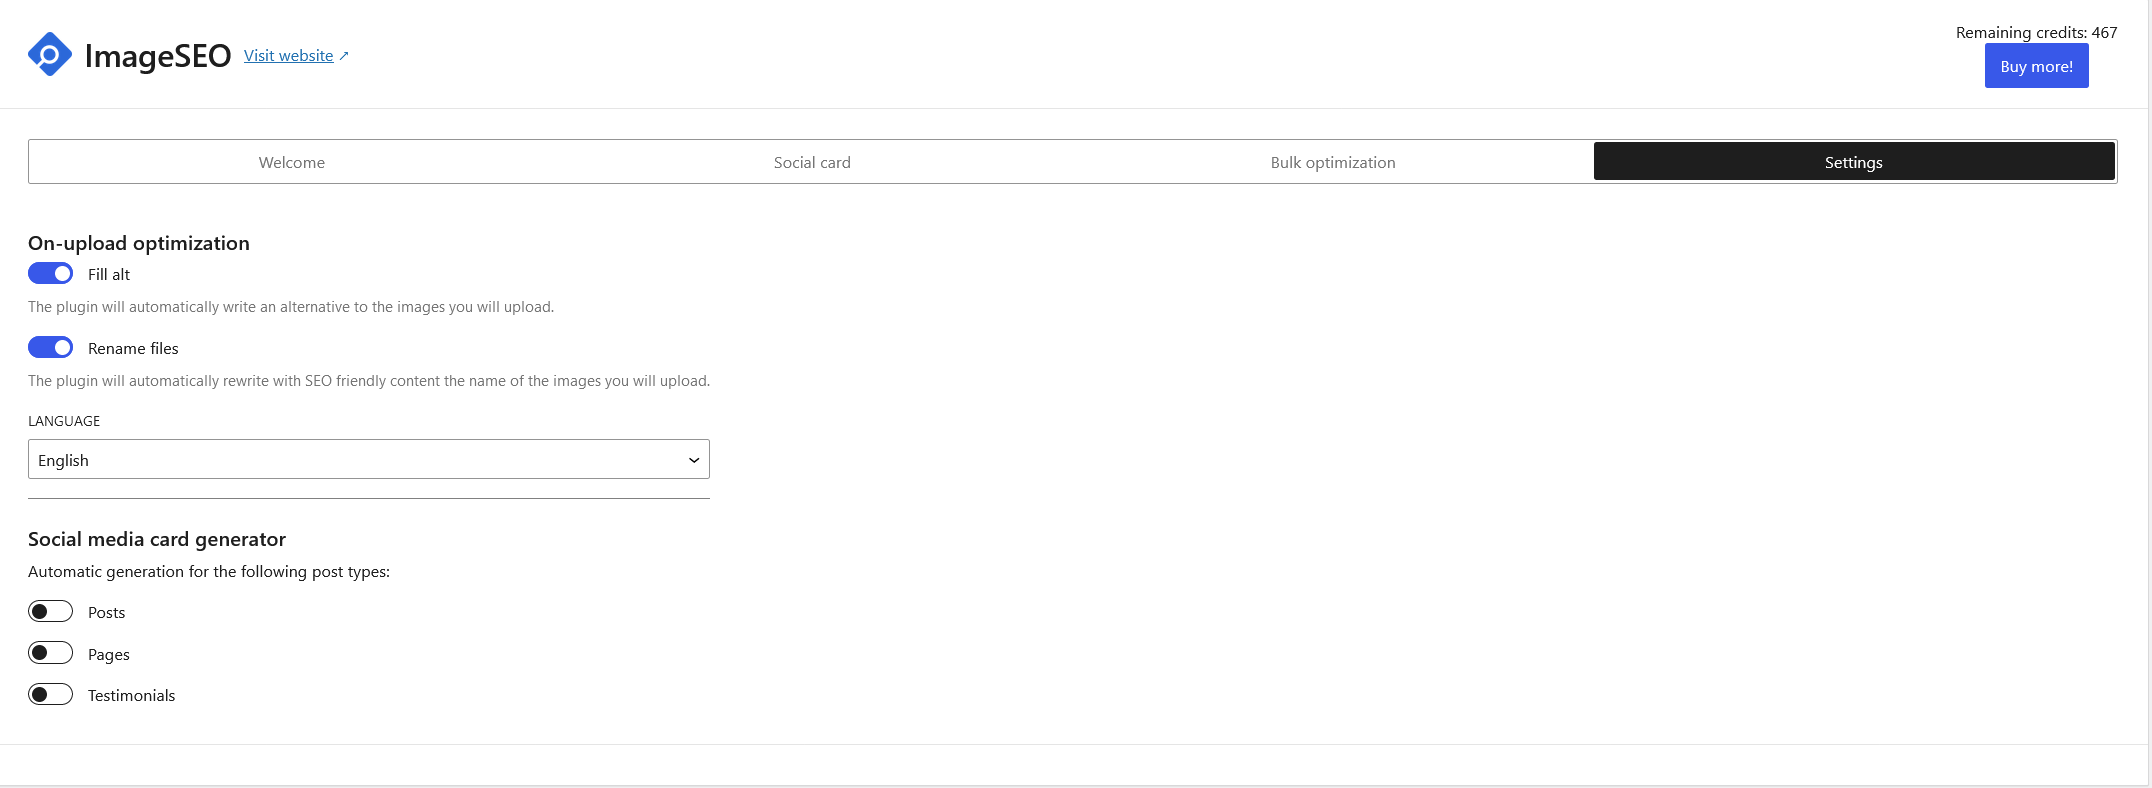 ImageSEO Visit website ↗
Remaining credits: 467
Buy more!
Welcome
Social card
Bulk optimization
Settings
On-upload optimization
Fill alt
The plugin will automatically write an alternative to the images you will upload.
Rename files
The plugin will automatically rewrite with SEO friendly content the name of the images you will upload.
LANGUAGE
English
Social media card generator
Automatic generation for the following post types:
Posts
Pages
Testimonials